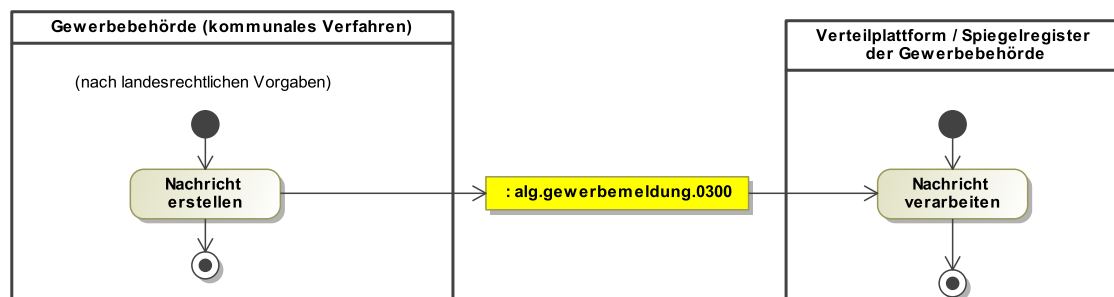 Gewerbebehörde (kommunales Verfahren)
(nach landesrechtlichen Vorgaben)
Nachricht
erstellen
: alg.gewerbemeldung.0300
Verteilplattform / Spiegelregister
der Gewerbebehörde
Nachricht
verarbeiten